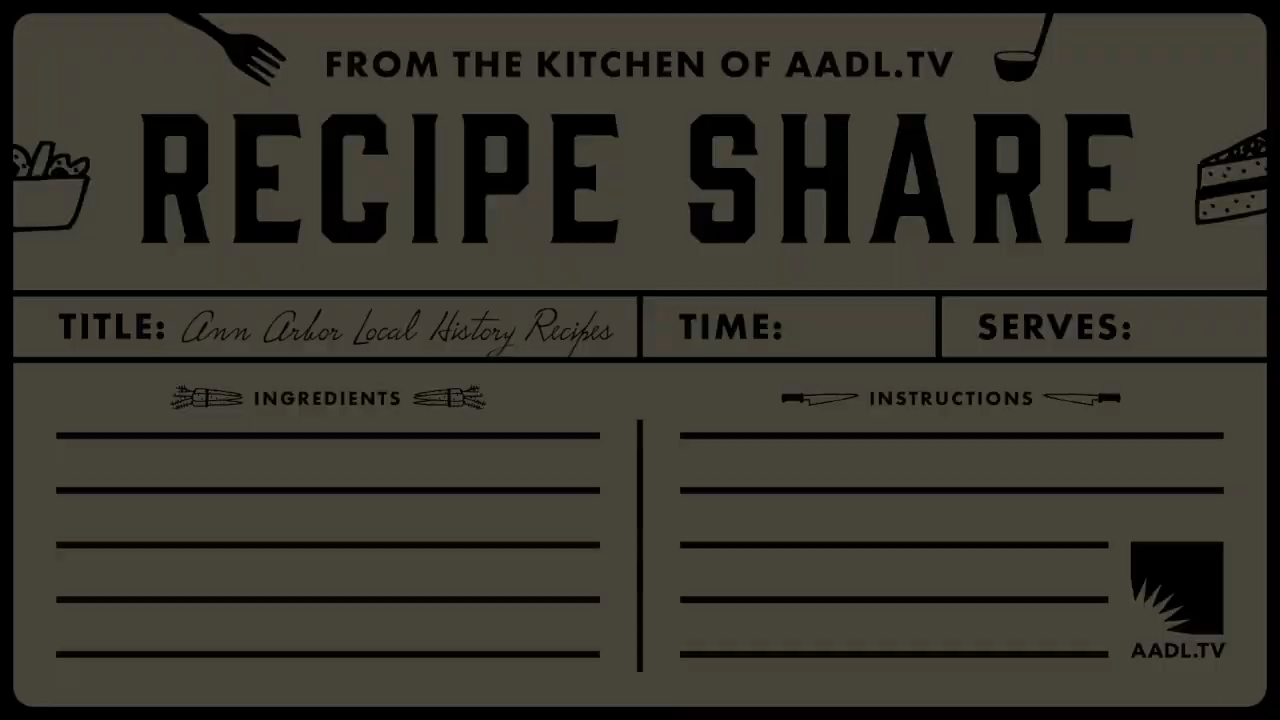 FROM THE KITCHEN OF AADL.TV
RECIPE SHARE
TITLE: Ann Arbor Local History Recipes
TIME:
SERVES:
INGREDIENTS
INSTRUCTIONS
AADL.TV